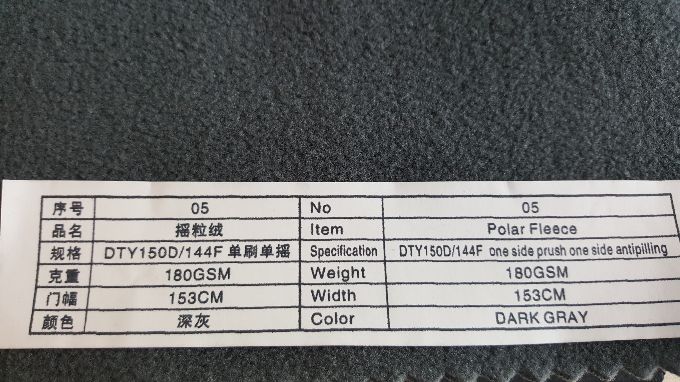 序号 05 No 05
品名 摇粒绒 Item Polar Fleece
规格 DTY150D/144F 单刷单摇 Specification DTY150D/144F one side prush one side antipilling
克重 180GSM Weight 180GSM
门幅 153CM Width 153CM
颜色 深灰 Color DARK GRAY